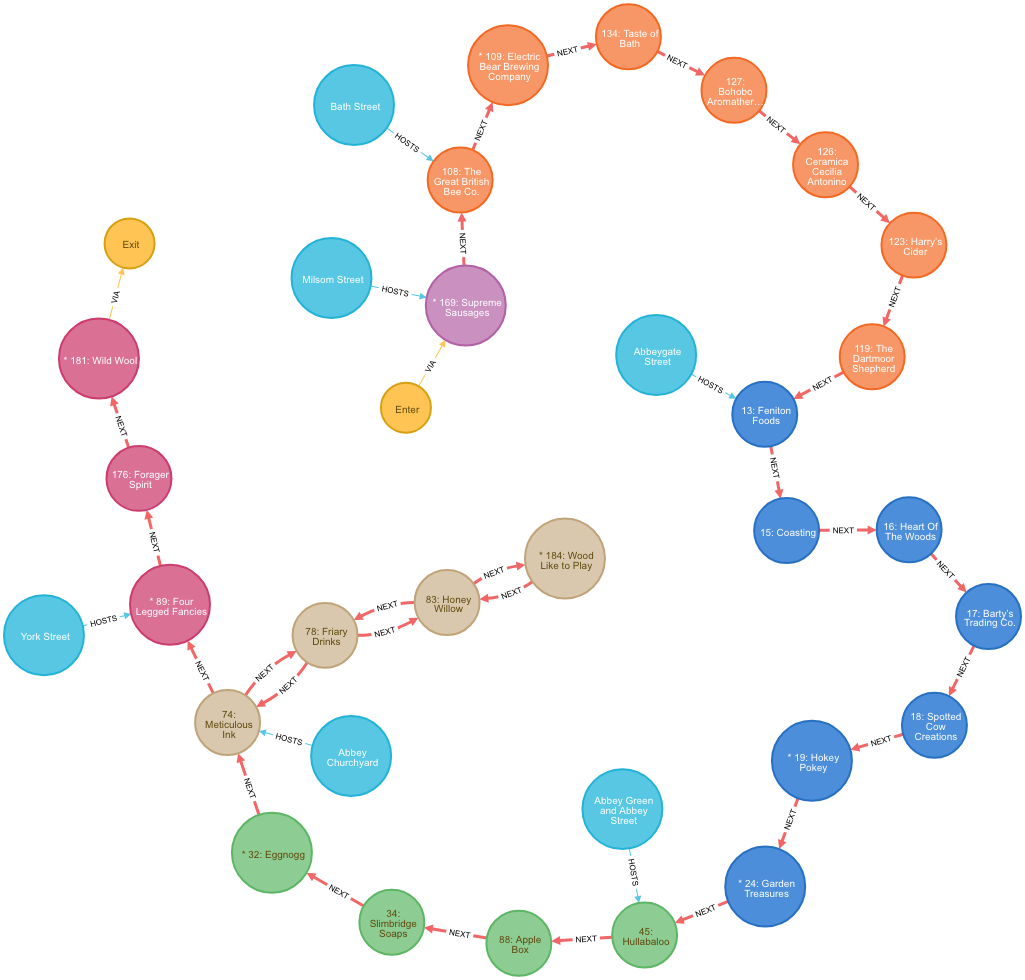 134: Taste of
Bath
* 109: Electric
Bear Brewing
Company
NEXT
NEXT
127:
Bohobo
Aromather…
Bath Street
HOSTS
NEXT
NEXT
108: The
Great British
Bee Co.
126:
Ceramica
Cecilia
Antonino
NEXT
NEXT
123: Harry's
Cider
Exit
VIA
Milsom Street
HOSTS
* 169: Supreme
Sausages
NEXT
119: The
Dartmoor
Shepherd
Abbeygate
Street
HOSTS
NEXT
* 181: Wild Wool
VIA
Enter
13: Feniton
Foods
NEXT
NEXT
176: Forager
Spirit
15: Coasting
NEXT
16: Heart Of
The Woods
NEXT
NEXT
* 184: Wood
Like to Play
NEXT
NEXT
83: Honey
Willow
NEXT
NEXT
78: Friary
Drinks
* 89: Four
Legged Fancies
HOSTS
York Street
17: Barty's
Trading Co.
NEXT
NEXT
NEXT
NEXT
74:
Meticulous
Ink
HOSTS
Abbey
Churchyard
18: Spotted
Cow
Creations
NEXT
* 19: Hokey
Pokey
NEXT
NEXT
Abbey Green
and Abbey
Street
HOSTS
* 32: Eggnogg
NEXT
34:
Slimbridge
Soaps
NEXT
88: Apple
Box
NEXT
45:
Hullabaloo
NEXT
* 24: Garden
Treasures